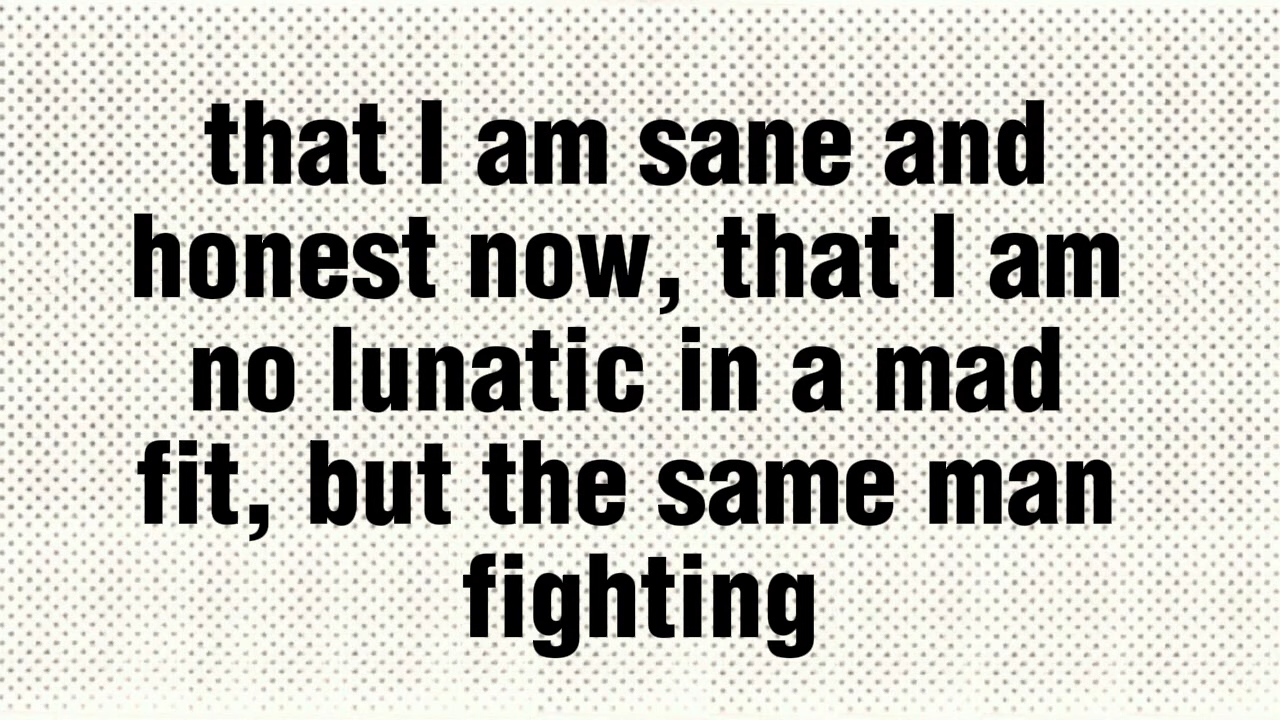 that I am sane and
honest now, that I am
no lunatic in a mad
fit, but the same man
fighting